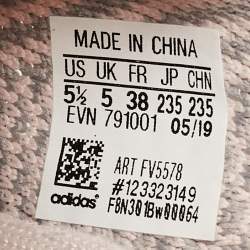 MADE IN CHINA
US UK FR JP CHN
5½ 5 38 235 235
EVN 791001 05/19
ART FV5578
#123323149
F8N301Bw00064
adidas